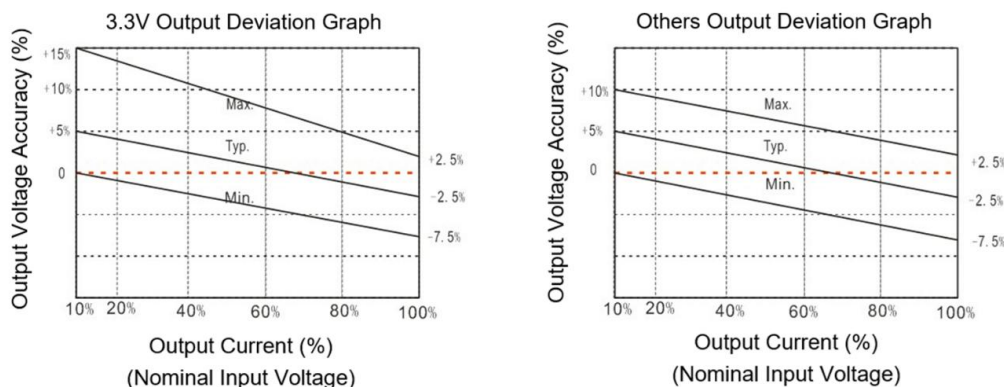 3.3V Output Deviation Graph
Output Voltage Accuracy (%)
+15%
+10%
+5%
0
Max.
Typ.
Min.
+2.5%
-2.5%
-7.5%
10% 20% 40% 60% 80% 100%
Output Current (%)
(Nominal Input Voltage)
Others Output Deviation Graph
Output Voltage Accuracy (%)
+10%
+5%
0
Max.
Typ.
Min.
+2.5%
-2.5%
-7.5%
10% 20% 40% 60% 80% 100%
Output Current (%)
(Nominal Input Voltage)